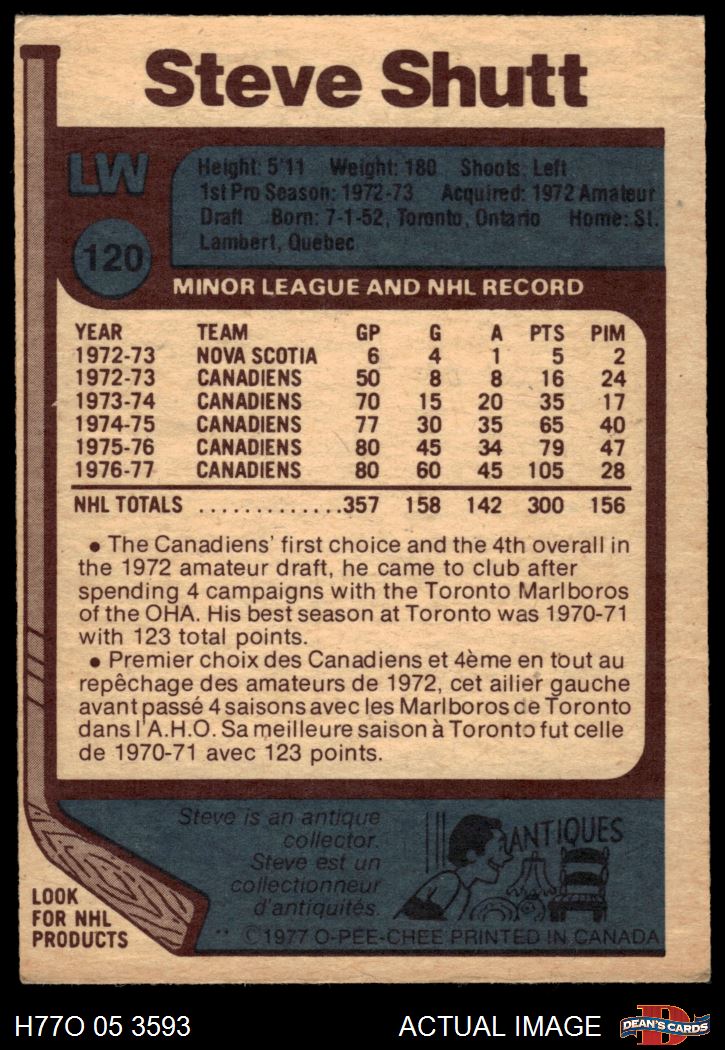 Steve Shutt
LW
Height: 5'11 Weight: 180 Shoots: Left
1st Pro Season: 1972-73 Acquired: 1972 Amateur
Draft Born: 7-1-52, Toronto, Ontario Home: St.
Lambert, Quebec
120
MINOR LEAGUE AND NHL RECORD
YEAR TEAM GP G A PTS PIM
1972-73 NOVA SCOTIA 6 4 1 5 2
1972-73 CANADIENS 50 8 8 16 24
1973-74 CANADIENS 70 15 20 35 17
1974-75 CANADIENS 77 30 35 65 40
1975-76 CANADIENS 80 45 34 79 47
1976-77 CANADIENS 80 60 45 105 28
NHL TOTALS .............357 158 142 300 156
• The Canadiens' first choice and the 4th overall in
the 1972 amateur draft, he came to club after
spending 4 campaigns with the Toronto Marlboros
of the OHA. His best season at Toronto was 1970-71
with 123 total points.
• Premier choix des Canadiens et 4ème en tout au
repêchage des amateurs de 1972, cet ailier gauche
avant passé 4 saisons avec les Marlboros de Toronto
dans l'A.H.O. Sa meilleure saison à Toronto fut celle
de 1970-71 avec 123 points.
Steve is an antique
collector.
Steve est un
collectionneur
d'antiquités.
ANTIQUES
LOOK
FOR NHL
PRODUCTS
©1977 O-PEE-CHEE PRINTED IN CANADA
H77O 05 3593 ACTUAL IMAGE
D
DEAN'S CARDS